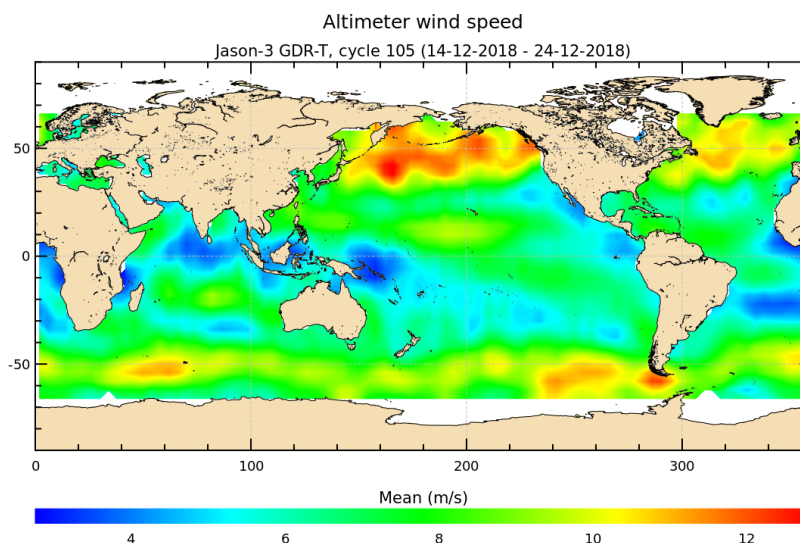 Altimeter wind speed
Jason-3 GDR-T, cycle 105 (14-12-2018 - 24-12-2018)
50
0
-50
0 100 200 300
Mean (m/s)
4 6 8 10 12